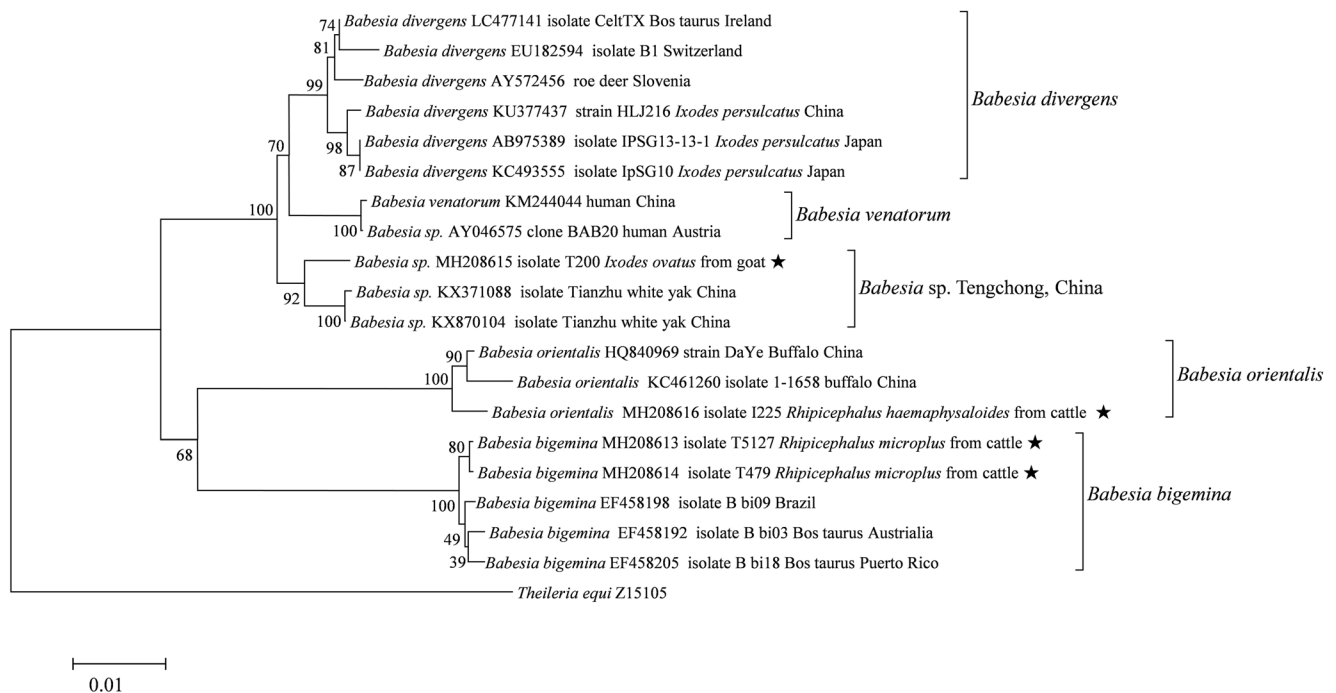 74 Babesia divergens LC477141 isolate CeltTX Bos taurus Ireland
81 Babesia divergens EU182594 isolate B1 Switzerland
Babesia divergens AY572456 roe deer Slovenia
99
Babesia divergens KU377437 strain HLJ216 Ixodes persulcatus China
Babesia divergens
98 Babesia divergens AB975389 isolate IPSG13-13-1 Ixodes persulcatus Japan
87 Babesia divergens KC493555 isolate IpSG10 Ixodes persulcatus Japan
70
Babesia venatorum KM244044 human China
Babesia venatorum
100 Babesia sp. AY046575 clone BAB20 human Austria
100
Babesia sp. MH208615 isolate T200 Ixodes ovatus from goat ★
Babesia sp. Tengchong, China
92 Babesia sp. KX371088 isolate Tianzhu white yak China
100 Babesia sp. KX870104 isolate Tianzhu white yak China
90 Babesia orientalis HQ840969 strain DaYe Buffalo China
Babesia orientalis
100 Babesia orientalis KC461260 isolate 1-1658 buffalo China
Babesia orientalis MH208616 isolate I225 Rhipicephalus haemaphysaloides from cattle ★
68
80 Babesia bigemina MH208613 isolate T5127 Rhipicephalus microplus from cattle ★
Babesia bigemina MH208614 isolate T479 Rhipicephalus microplus from cattle ★
Babesia bigemina
100 Babesia bigemina EF458198 isolate B bi09 Brazil
49 Babesia bigemina EF458192 isolate B bi03 Bos taurus Austrialia
39 Babesia bigemina EF458205 isolate B bi18 Bos taurus Puerto Rico
Theileria equi Z15105
0.01